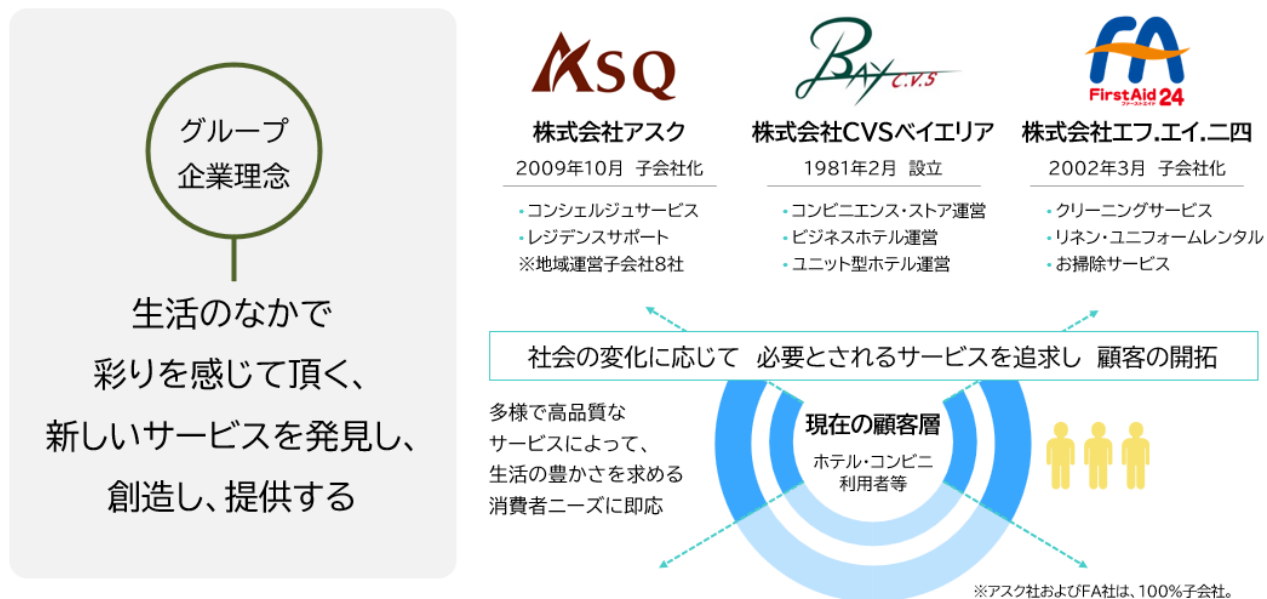 グループ
企業理念
生活のなかで
彩りを感じて頂く、
新しいサービスを発見し、
創造し、提供する
ASQ
株式会社アスク
2009年10月 子会社化
・コンシェルジュサービス
・レジデンスサポート
※地域運営子会社8社
BAY C.V.S
株式会社CVSベイエリア
1981年2月 設立
・コンビニエンス・ストア運営
・ビジネスホテル運営
・ユニット型ホテル運営
FA
FirstAid 24
ファーストエイド
株式会社エフ.エイ.二四
2002年3月 子会社化
・クリーニングサービス
・リネン・ユニフォームレンタル
・お掃除サービス
社会の変化に応じて 必要とされるサービスを追求し 顧客の開拓
多様で高品質な
サービスによって、
生活の豊かさを求める
消費者ニーズに即応
現在の顧客層
ホテル・コンビニ
利用者等
※アスク社およびFA社は、100%子会社。